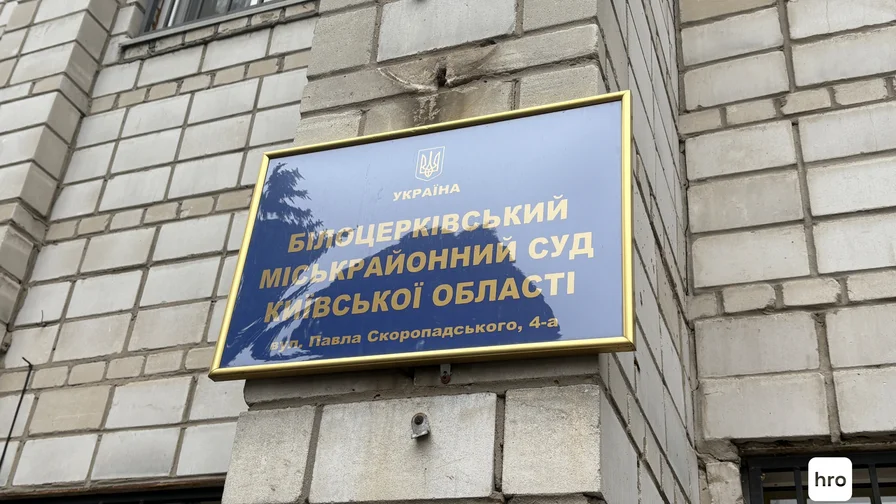 УКРАЇНА
БІЛОЦЕРКІВСЬКИЙ
МІСЬКРАЙОННИЙ СУД
КИЇВСЬКОЇ ОБЛАСТІ
вул. Павла Скоропадського, 4-а
hro